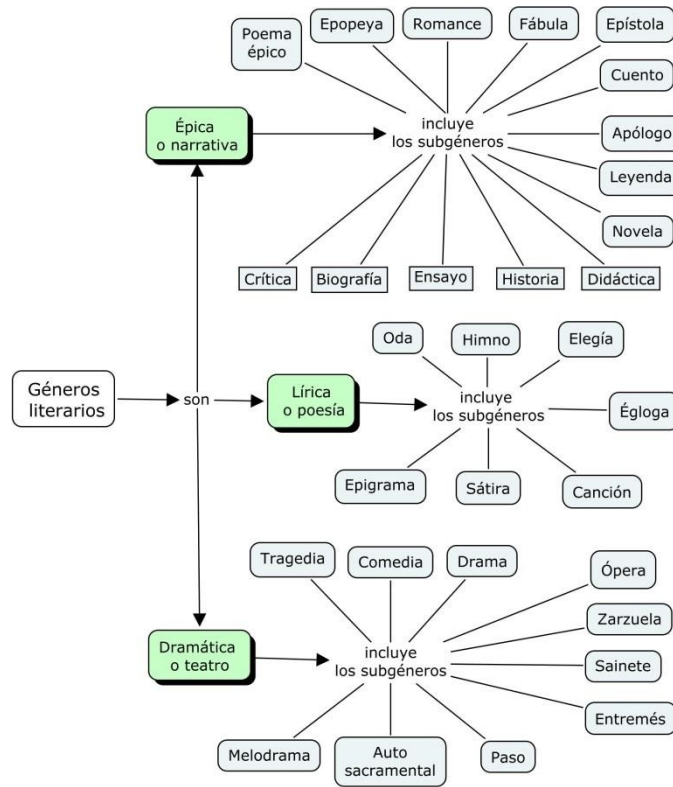 Poema
épico
Epopeya
Romance
Fábula
Epístola
Cuento
Épica
o narrativa
incluye
los subgéneros
Apólogo
Leyenda
Novela
Crítica
Biografía
Ensayo
Historia
Didáctica
Oda
Himno
Elegía
Géneros
literarios
son
Lírica
o poesía
incluye
los subgéneros
Égloga
Epigrama
Sátira
Canción
Tragedia
Comedia
Drama
Ópera
Zarzuela
Dramática
o teatro
incluye
los subgéneros
Sainete
Entremés
Melodrama
Auto
sacramental
Paso